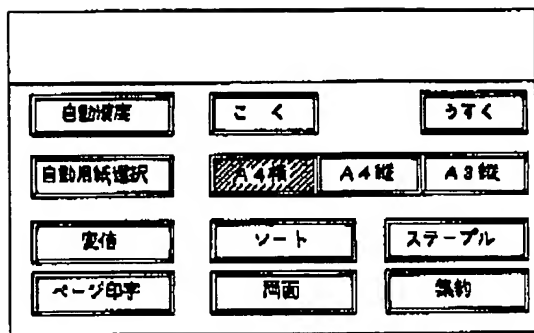 自動濃度 こく うすく
自動用紙選択 A4横 A4縦 A3縦
変倍 ソート ステープル
ページ印字 両面 集約